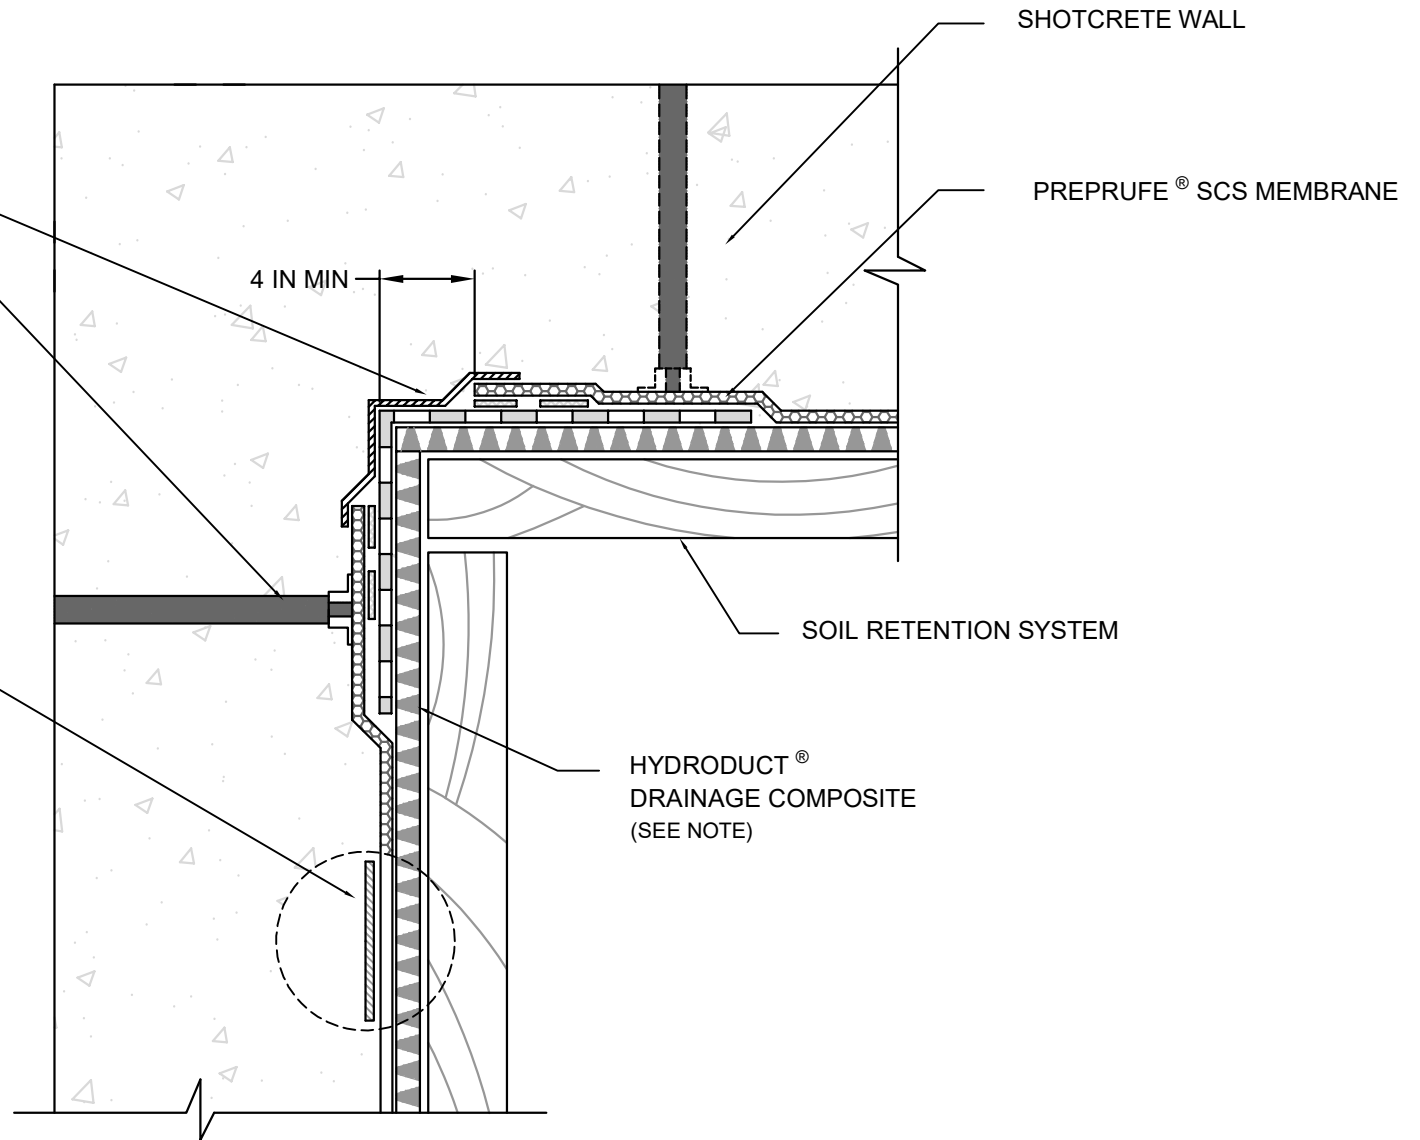 SHOTCRETE WALL
PREPRUFE ® SCS MEMBRANE
4 IN MIN
SOIL RETENTION SYSTEM
HYDRODUCT ®
DRAINAGE COMPOSITE
(SEE NOTE)